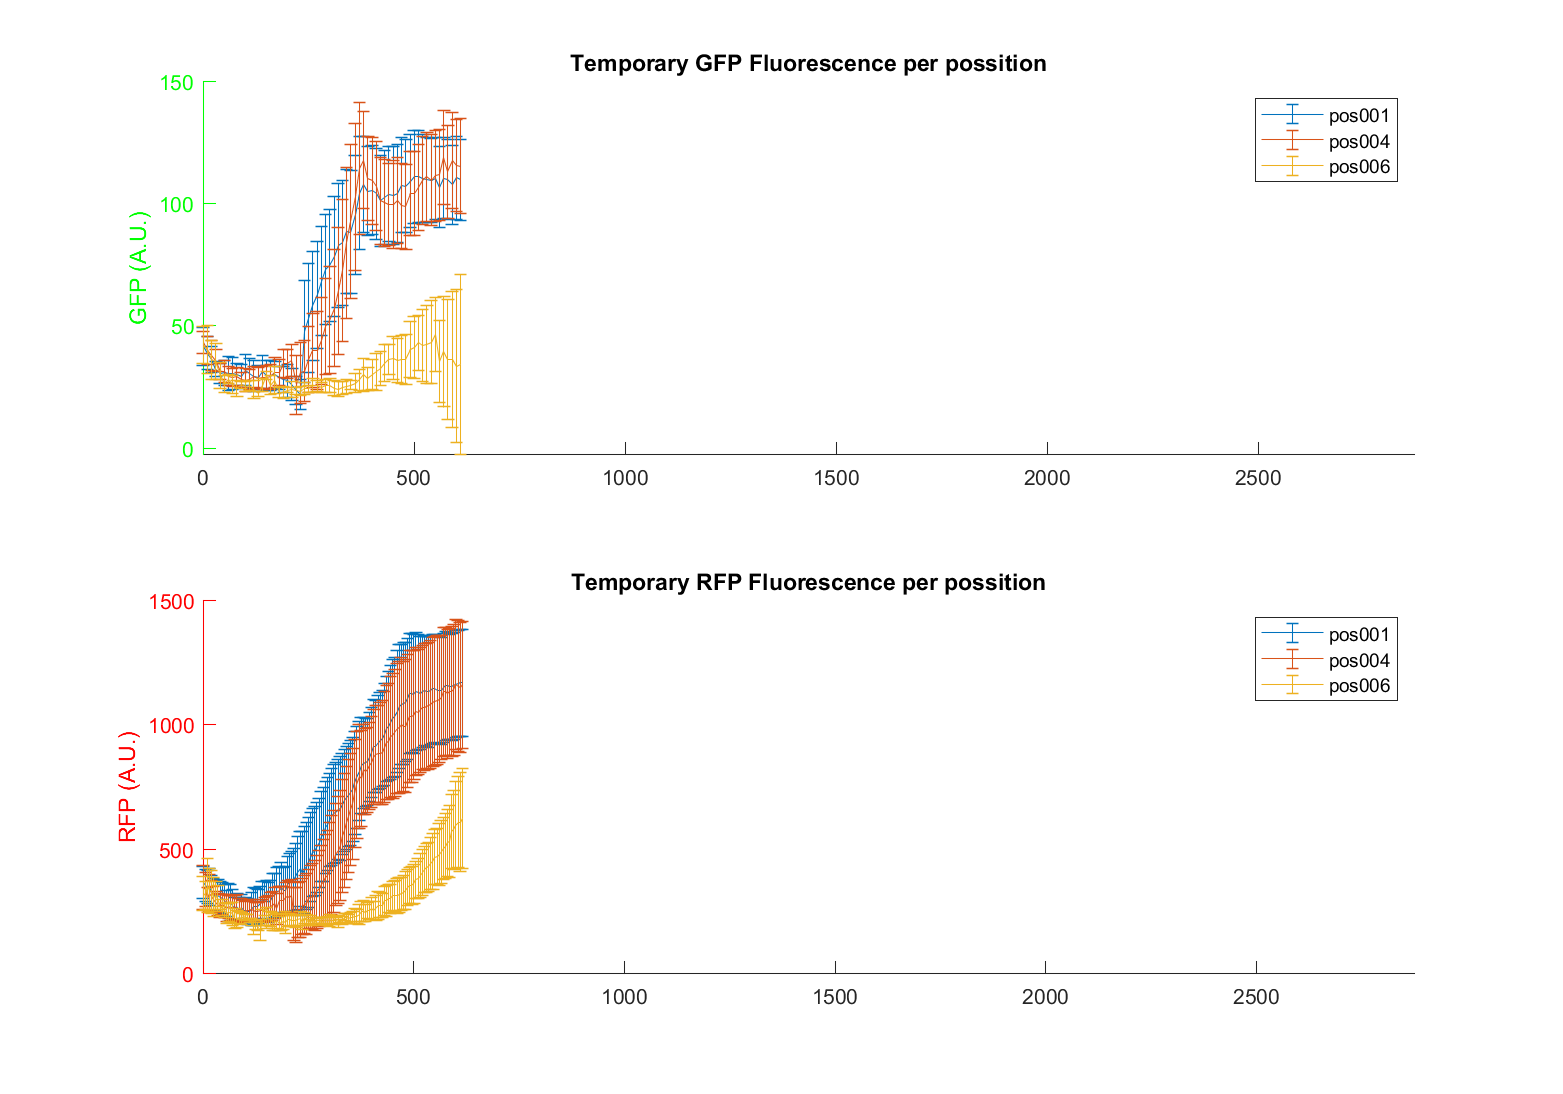 Temporary GFP Fluorescence per possition
150
100
50
0
GFP (A.U.)
pos001
pos004
pos006
0 500 1000 1500 2000 2500
Temporary RFP Fluorescence per possition
1500
1000
500
0
RFP (A.U.)
pos001
pos004
pos006
0 500 1000 1500 2000 2500